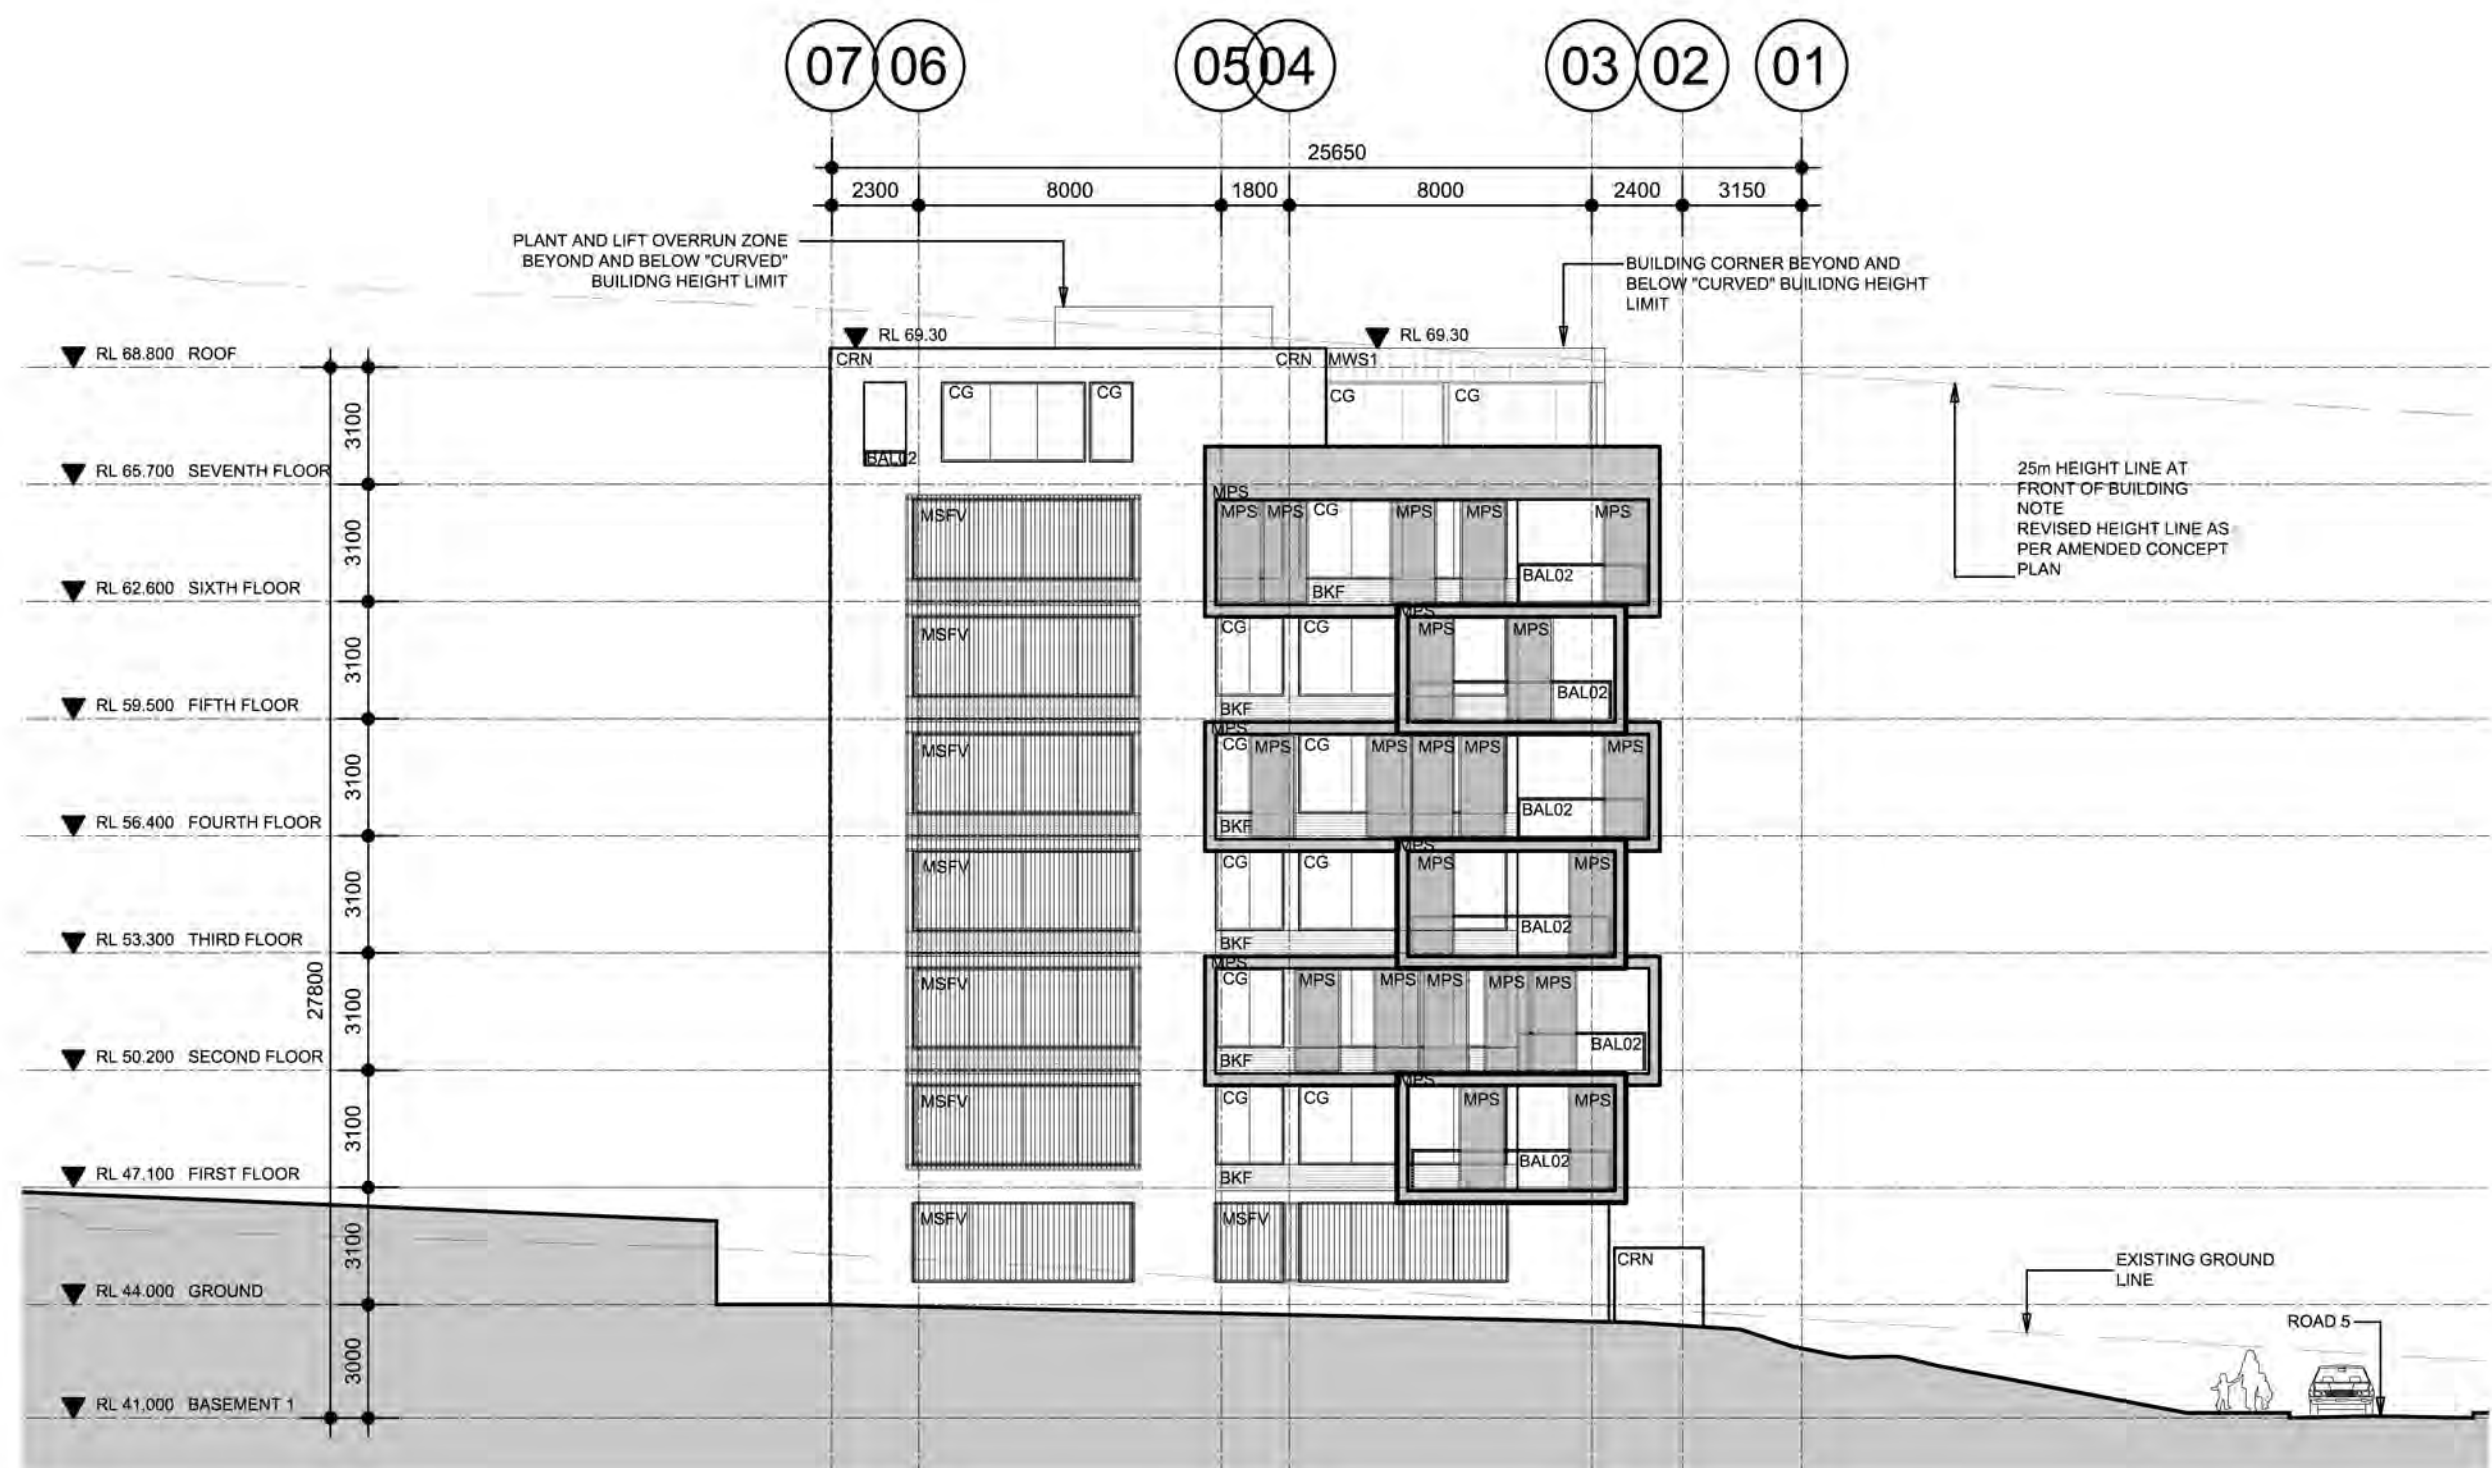 07 06 05 04 03 02 01
25650
2300 8000 1800 8000 2400 3150
PLANT AND LIFT OVERRUN ZONE
BEYOND AND BELOW "CURVED"
BUILIDNG HEIGHT LIMIT
BUILDING CORNER BEYOND AND
BELOW "CURVED" BUILIDNG HEIGHT
LIMIT
RL 69.30 RL 69.30
RL 68.800 ROOF
CRN CRN MWS1
3100
CG CG CG CG
BAL02
RL 65.700 SEVENTH FLOOR
25m HEIGHT LINE AT
FRONT OF BUILDING
NOTE
REVISED HEIGHT LINE AS
PER AMENDED CONCEPT
PLAN
MPS
3100
MSFV MPS MPS CG MPS MPS MPS
BAL02
BKF
RL 62.600 SIXTH FLOOR
MPS
3100
MSFV CG CG MPS MPS
BAL02
BKF
RL 59.500 FIFTH FLOOR
MPS
3100
MSFV CG MPS CG MPS MPS MPS MPS
BAL02
BKF
RL 56.400 FOURTH FLOOR
MPS
3100
MSFV CG CG MPS MPS
BAL02
BKF
RL 53.300 THIRD FLOOR
MPS
27800
3100
MSFV CG MPS MPS MPS MPS MPS
BAL02
BKF
RL 50.200 SECOND FLOOR
MPS
3100
MSFV CG CG MPS MPS
BAL02
BKF
RL 47.100 FIRST FLOOR
3100
MSFV MSFV
CRN
EXISTING GROUND
LINE
RL 44.000 GROUND
ROAD 5
3000
RL 41,000 BASEMENT 1